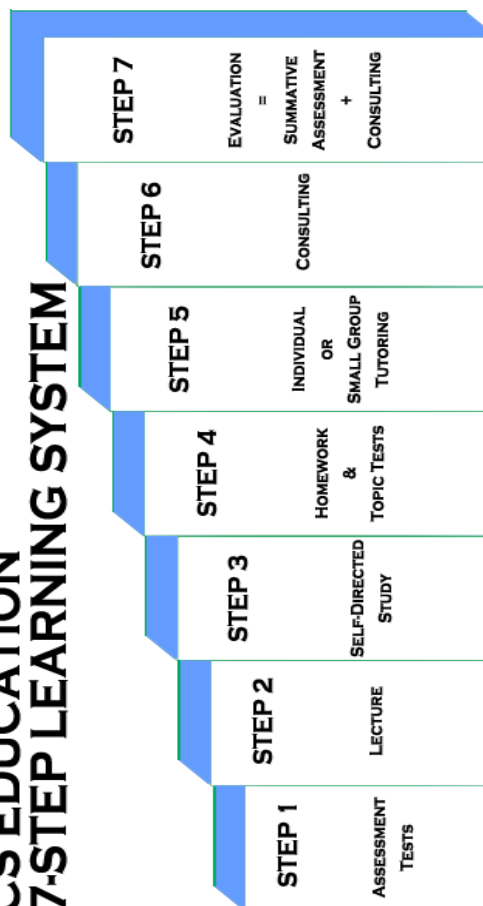 CS EDUCATION
7-STEP LEARNING SYSTEM
STEP 1
ASSESSMENT
TESTS
STEP 2
LECTURE
STEP 3
SELF-DIRECTED
STUDY
STEP 4
HOMEWORK
&
TOPIC TESTS
STEP 5
INDIVIDUAL
OR
SMALL GROUP
TUTORING
STEP 6
CONSULTING
STEP 7
EVALUATION
=
SUMMATIVE
ASSESSMENT
+
CONSULTING